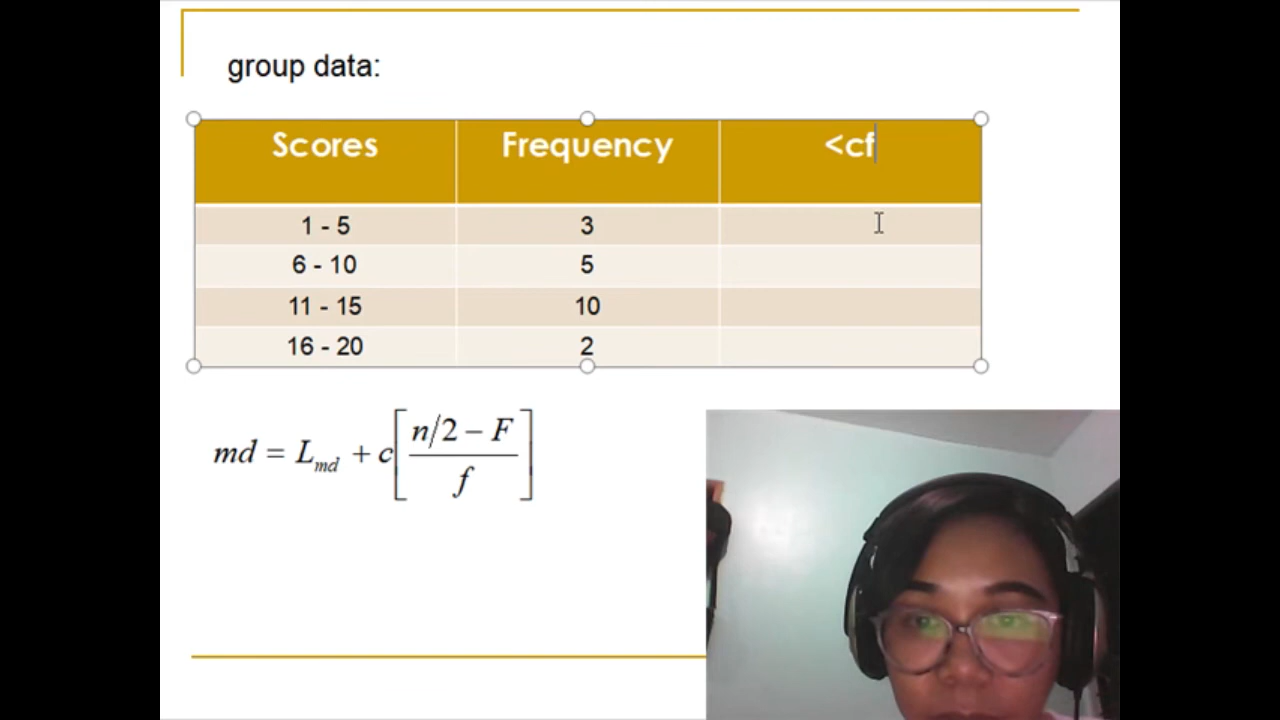 group data:
Scores Frequency <cf
1 - 5 3
6 - 10 5
11 - 15 10
16 - 20 2
md = L_md + c[(n/2 − F)/f]